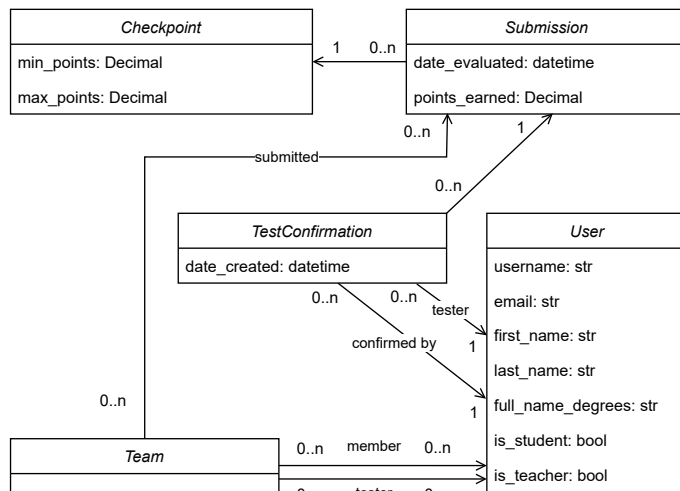 Checkpoint
min_points: Decimal
max_points: Decimal
1
0..n
Submission
date_evaluated: datetime
points_earned: Decimal
0..n
1
submitted
0..n
TestConfirmation
date_created: datetime
0..n
0..n
tester
1
confirmed by
1
User
username: str
email: str
first_name: str
last_name: str
full_name_degrees: str
is_student: bool
is_teacher: bool
0..n
Team
0..n
member
0..n